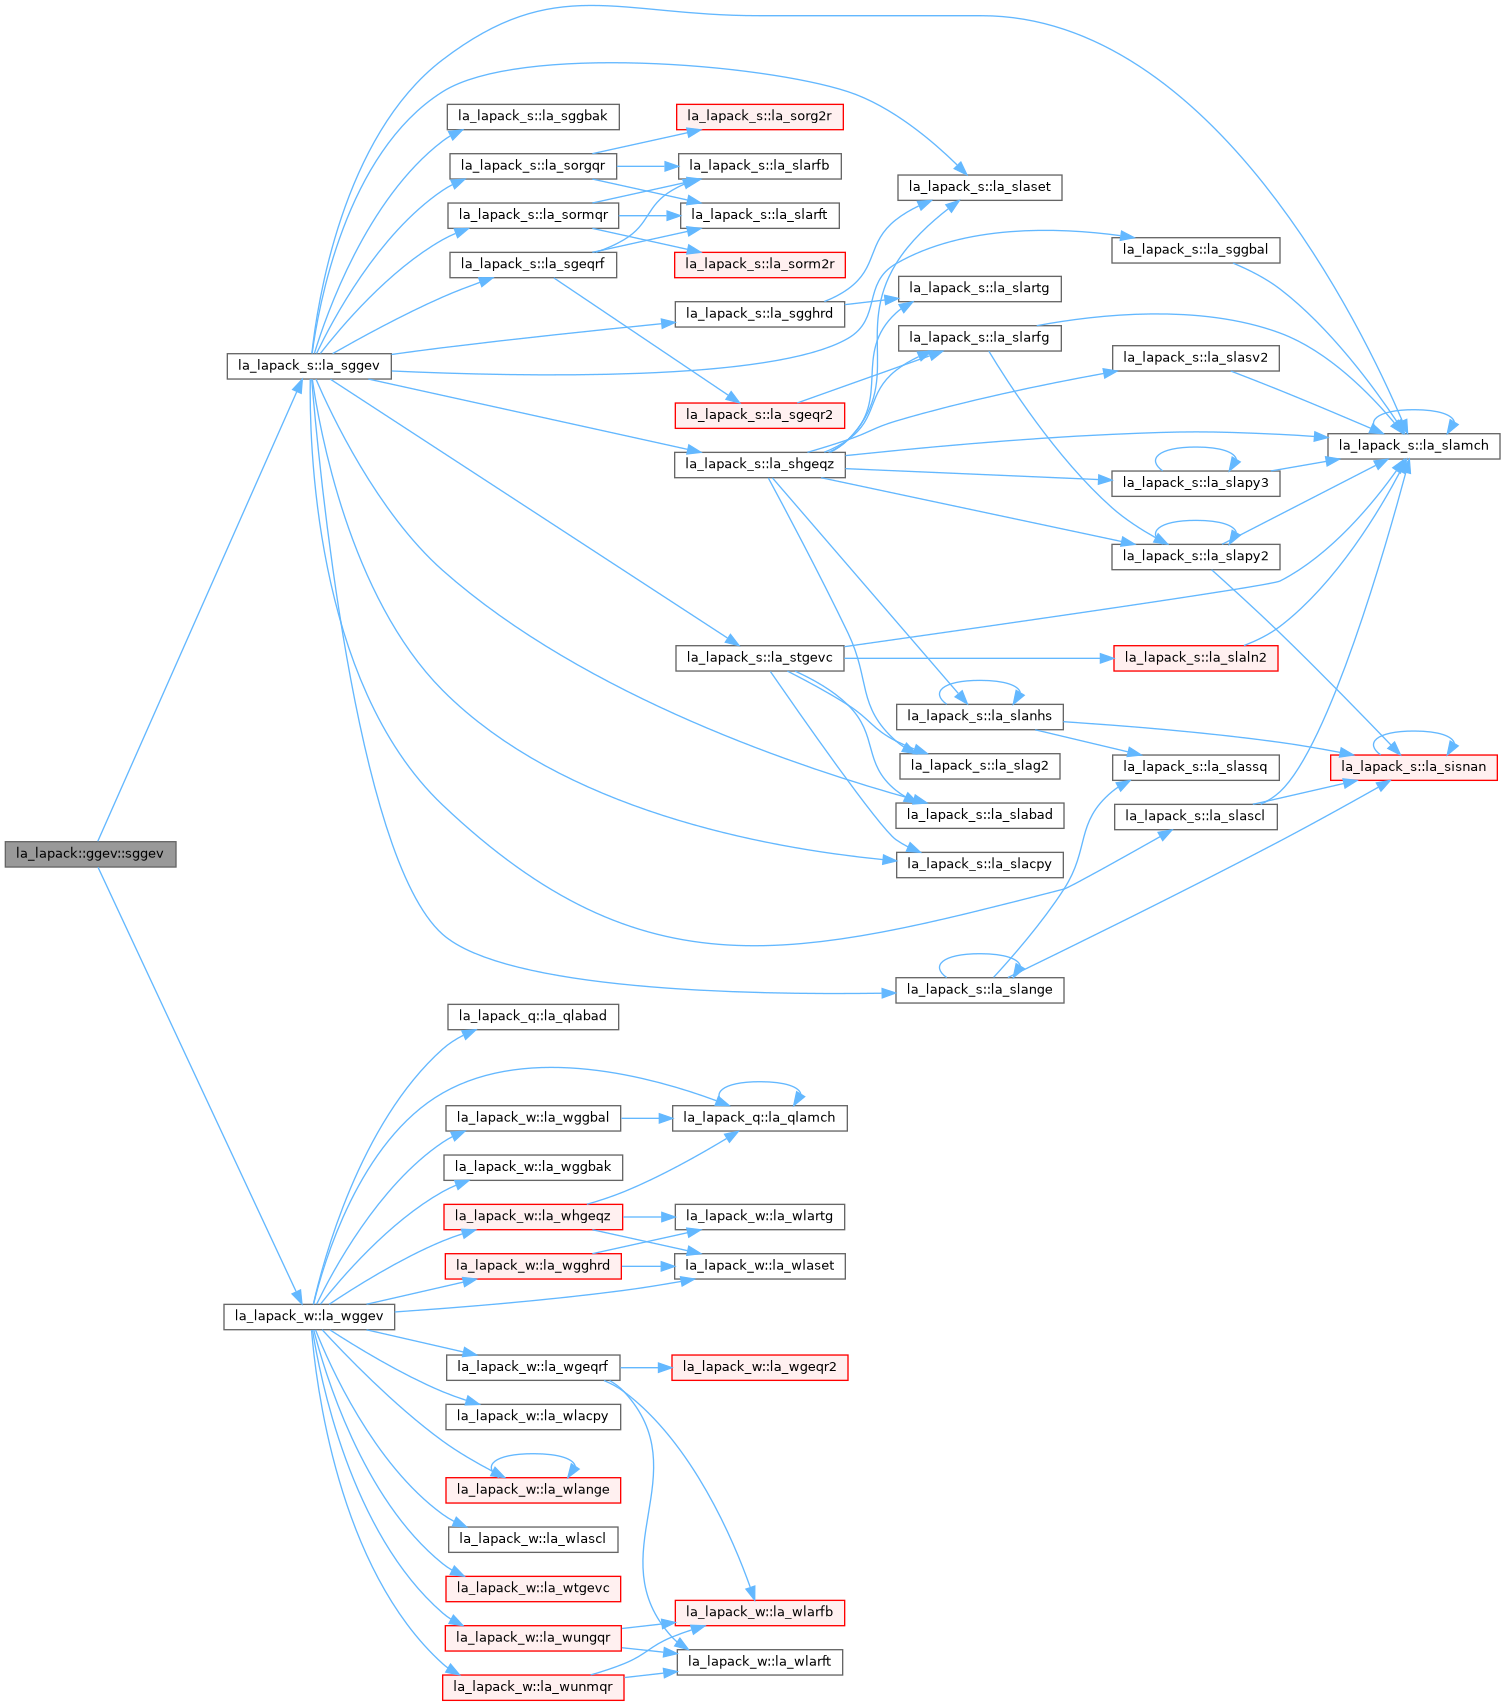 la_lapack_s::la_sggbak
la_lapack_s::la_sorg2r
la_lapack_s::la_sorgqr
la_lapack_s::la_slarfb
la_lapack_s::la_slaset
la_lapack_s::la_sormqr
la_lapack_s::la_slarft
la_lapack_s::la_sggbal
la_lapack_s::la_sgeqrf
la_lapack_s::la_sorm2r
la_lapack_s::la_slartg
la_lapack_s::la_sgghrd
la_lapack_s::la_slarfg
la_lapack_s::la_slasv2
la_lapack_s::la_sggev
la_lapack_s::la_sgeqr2
la_lapack_s::la_slamch
la_lapack_s::la_shgeqz
la_lapack_s::la_slapy3
la_lapack_s::la_slapy2
la_lapack_s::la_stgevc
la_lapack_s::la_slaln2
la_lapack_s::la_slanhs
la_lapack_s::la_slag2
la_lapack_s::la_slassq
la_lapack_s::la_sisnan
la_lapack_s::la_slabad
la_lapack_s::la_slascl
la_lapack::ggev::sggev
la_lapack_s::la_slacpy
la_lapack_s::la_slange
la_lapack_q::la_qlabad
la_lapack_w::la_wggbal
la_lapack_q::la_qlamch
la_lapack_w::la_wggbak
la_lapack_w::la_whgeqz
la_lapack_w::la_wlartg
la_lapack_w::la_wgghrd
la_lapack_w::la_wlaset
la_lapack_w::la_wggev
la_lapack_w::la_wgeqrf
la_lapack_w::la_wgeqr2
la_lapack_w::la_wlacpy
la_lapack_w::la_wlange
la_lapack_w::la_wlascl
la_lapack_w::la_wtgevc
la_lapack_w::la_wlarfb
la_lapack_w::la_wungqr
la_lapack_w::la_wlarft
la_lapack_w::la_wunmqr